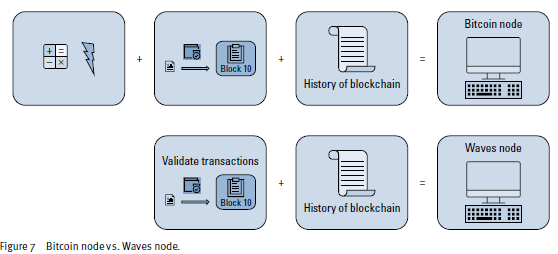 Bitcoin node
+
Block 10
+
History of blockchain
=
Waves node
Validate transactions
Block 10
+
History of blockchain
=
Figure 7 Bitcoin node vs. Waves node.